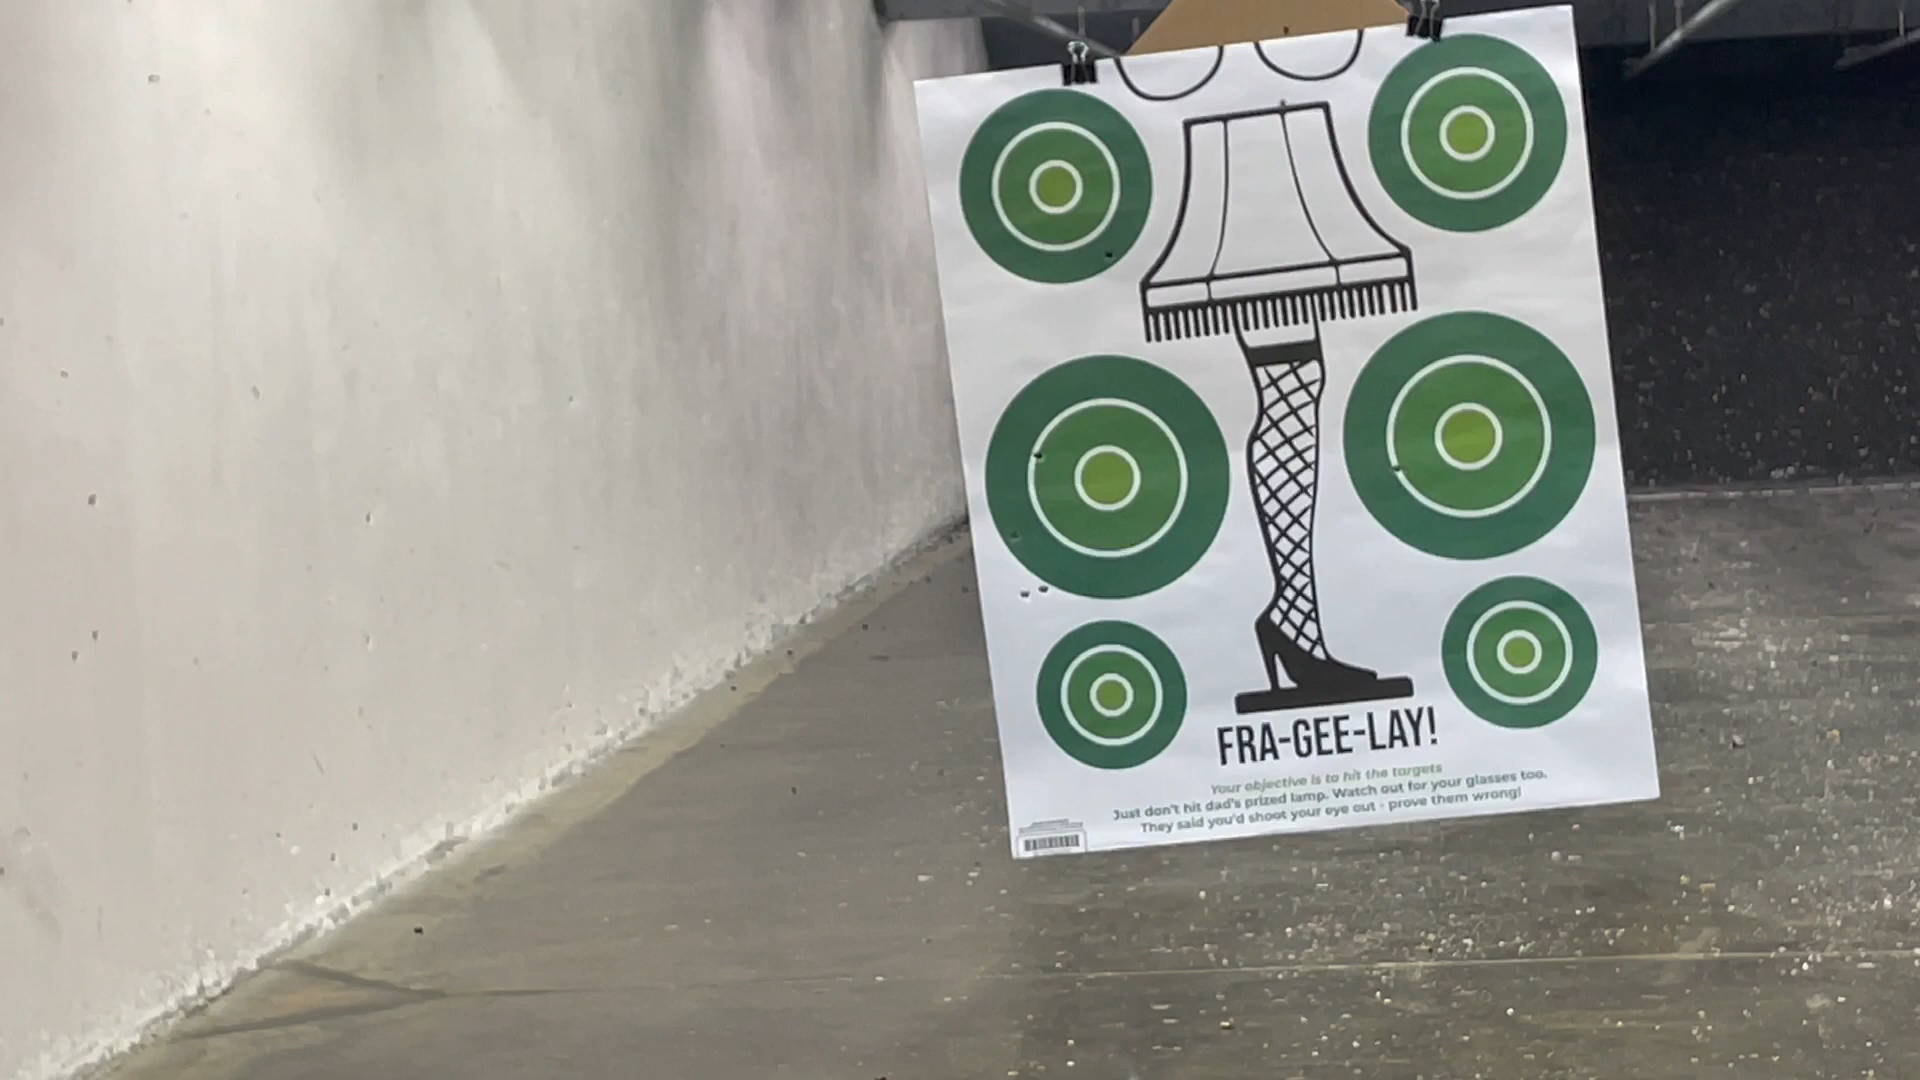 FRA-GEE-LAY!
Your objective is to hit the targets
Just don't hit dad's prized lamp. Watch out for your glasses too.
They said you'd shoot your eye out - prove them wrong!